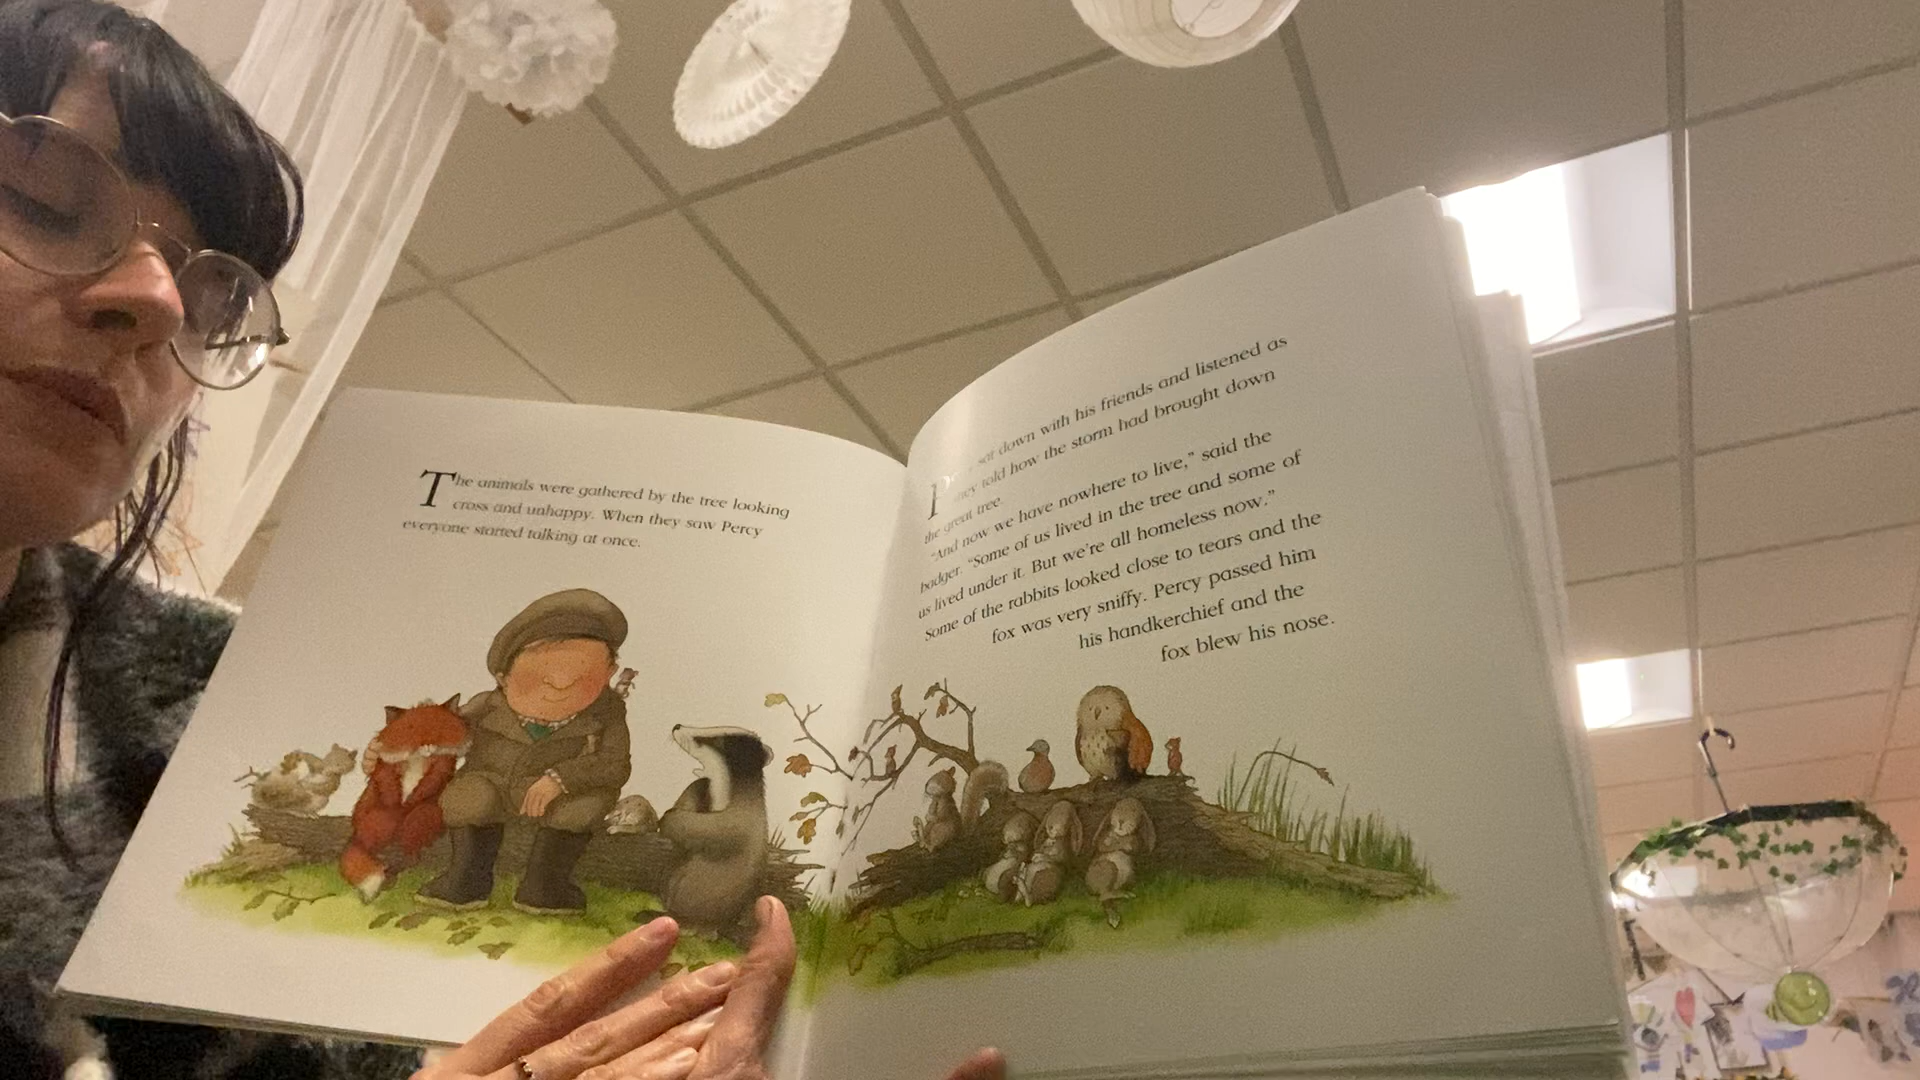 The animals were gathered by the tree looking
cross and unhappy. When they saw Percy
everyone started talking at once.
sat down with his friends and listened as
they told how the storm had brought down
the great tree.
"And now we have nowhere to live," said the
badger. "Some of us lived in the tree and some of
us lived under it. But we're all homeless now."
Some of the rabbits looked close to tears and the
fox was very sniffy. Percy passed him
his handkerchief and the
fox blew his nose.